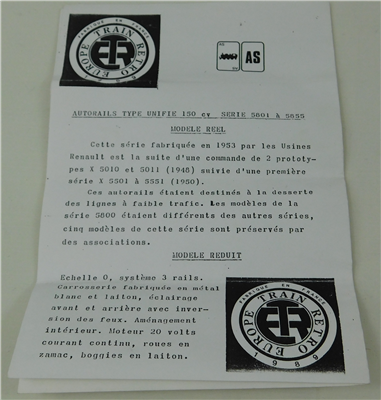 FABRIQUE EN FRANCE
TRAIN RETRO EUROPE
ETR
AS
AUTORAILS TYPE UNIFIE 150 cv SERIE 5801 à 5855
MODELE REEL
Cette série fabriquée en 1953 par les Usines
Renault est la suite d'une commande de 2 prototy-
pes X 5010 et 5011 (1948) suivie d'une première
série X 5501 à 5551 (1950).
Ces autorails étaient destinés à la desserte
des lignes à faible trafic. Les modèles de la
série 5800 étaient différents des autres séries,
cinq modèles de cette série sont préservés par
des associations.
MODELE REDUIT
Echelle O, système 3 rails.
Carrosserie fabriquée en métal
blanc et laiton, éclairage
avant et arrière avec inver-
sion des feux. Aménagement
intérieur. Moteur 20 volts
courant continu, roues en
zamac, boggies en laiton.
FABRIQUE EN FRANCE
TRAIN RETRO EUROPE
ETR
1989